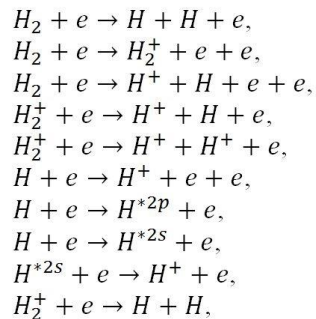 H₂ + e → H + H + e,
H₂ + e → H₂⁺ + e + e,
H₂ + e → H⁺ + H + e + e,
H₂⁺ + e → H⁺ + H + e,
H₂⁺ + e → H⁺ + H⁺ + e,
H + e → H⁺ + e + e,
H + e → H*²ᵖ + e,
H + e → H*²ˢ + e,
H*²ˢ + e → H⁺ + e,
H₂⁺ + e → H + H,